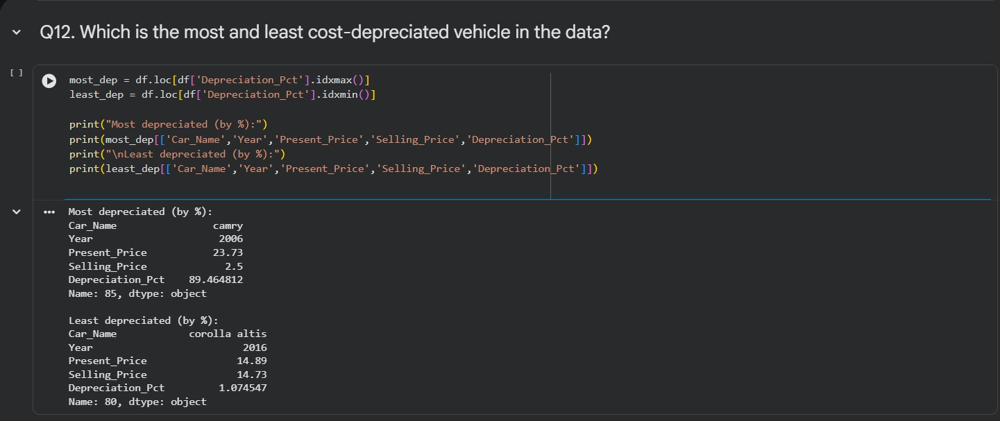 Q12. Which is the most and least cost-depreciated vehicle in the data?
[ ]
most_dep = df.loc[df['Depreciation_Pct'].idxmax()]
least_dep = df.loc[df['Depreciation_Pct'].idxmin()]
print("Most depreciated (by %):")
print(most_dep[['Car_Name','Year','Present_Price','Selling_Price','Depreciation_Pct']])
print("\nLeast depreciated (by %):")
print(least_dep[['Car_Name','Year','Present_Price','Selling_Price','Depreciation_Pct']])
Most depreciated (by %):
Car_Name camry
Year 2006
Present_Price 23.73
Selling_Price 2.5
Depreciation_Pct 89.464812
Name: 85, dtype: object
Least depreciated (by %):
Car_Name corolla altis
Year 2016
Present_Price 14.89
Selling_Price 14.73
Depreciation_Pct 1.074547
Name: 80, dtype: object